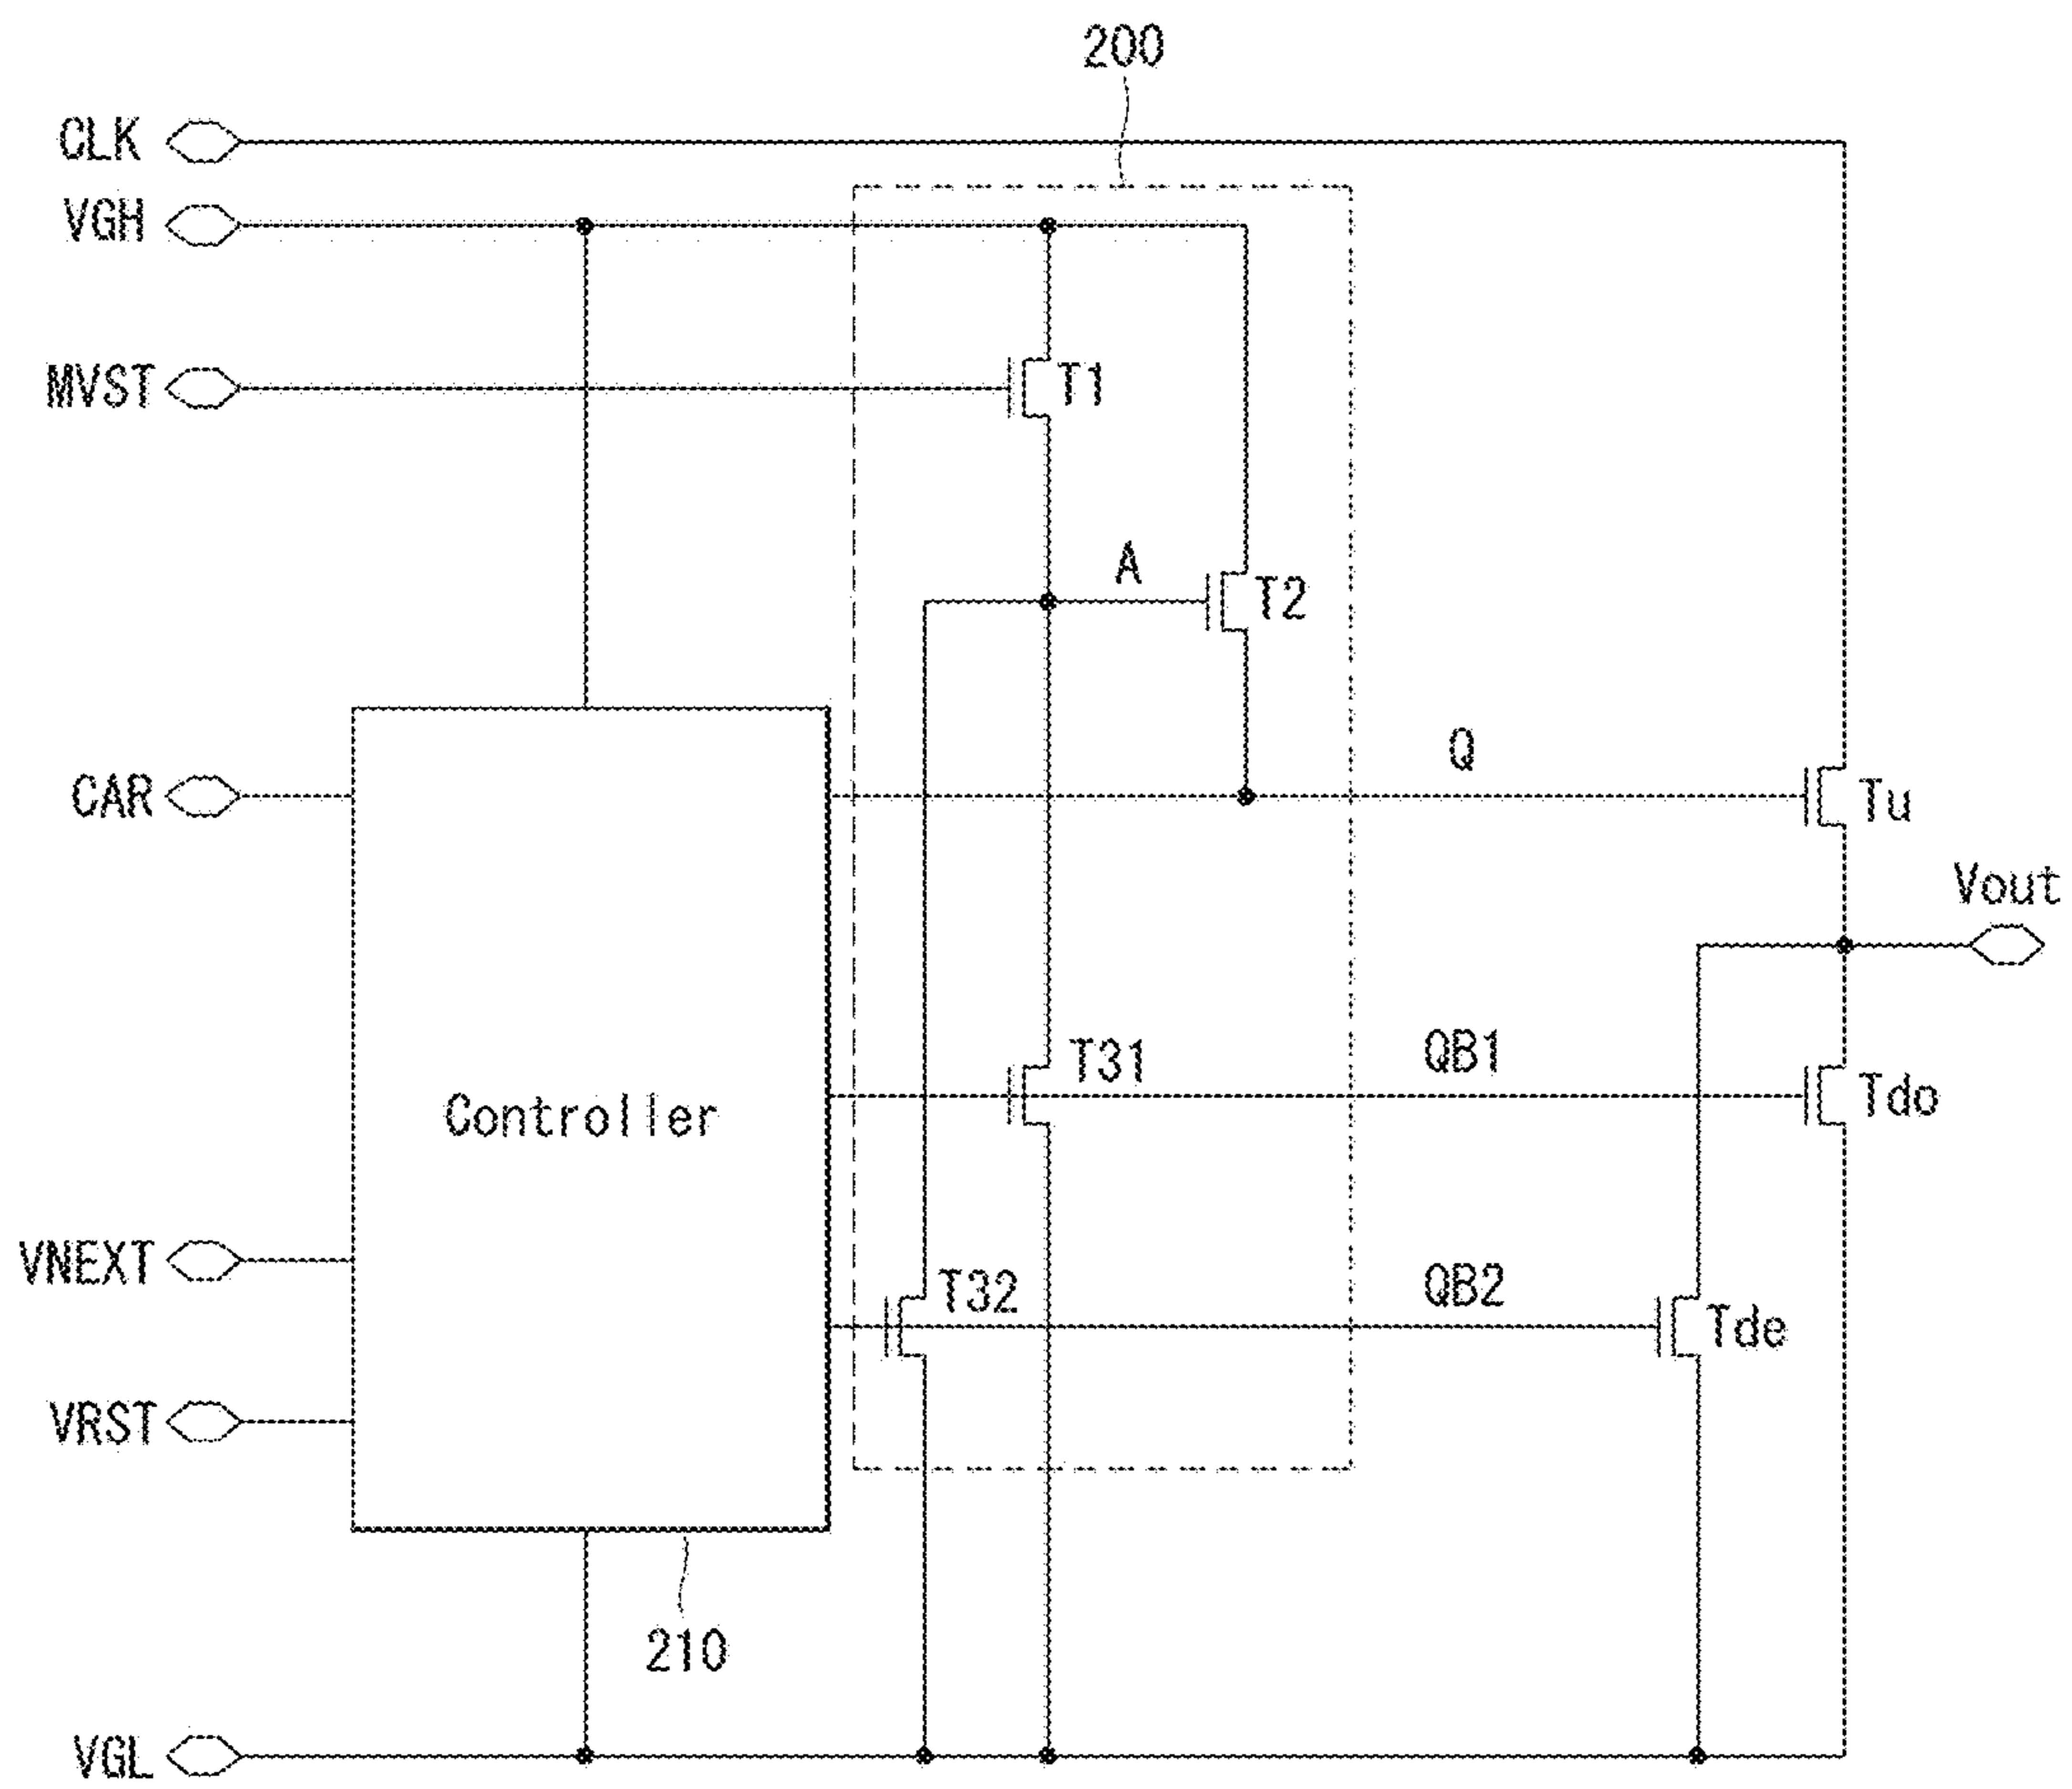 200
CLK
VGH
MVST
T1
A
T2
Q
CAR
Tu
Vout
QB1
T31
Tdo
Controller
VNEXT
T32
QB2
Tde
VRST
210
VGL